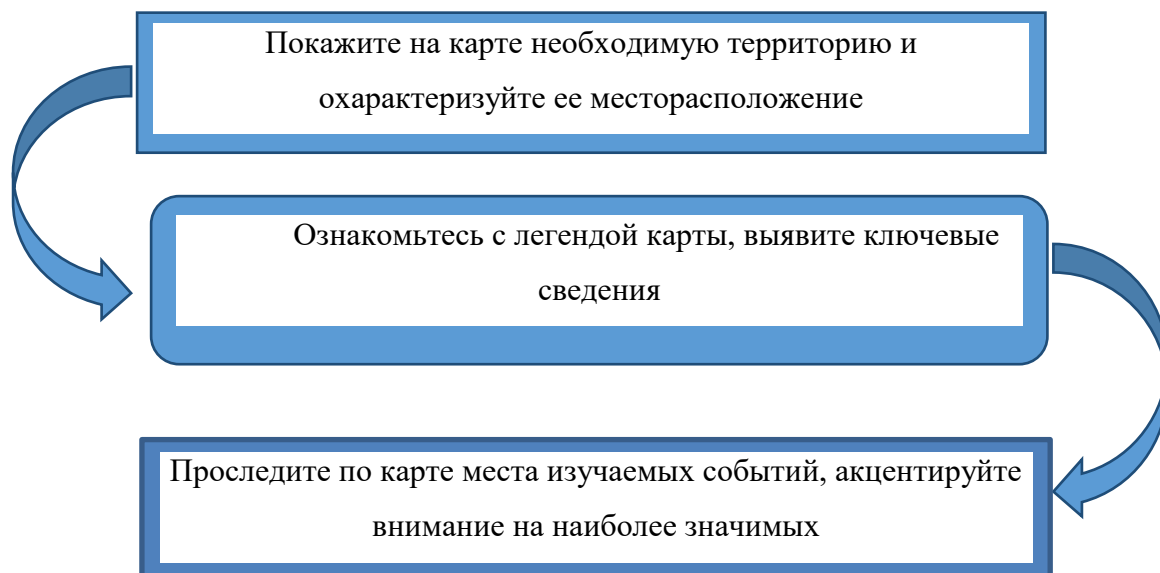 Покажите на карте необходимую территорию и
охарактеризуйте ее месторасположение
Ознакомьтесь с легендой карты, выявите ключевые
сведения
Проследите по карте места изучаемых событий, акцентируйте
внимание на наиболее значимых